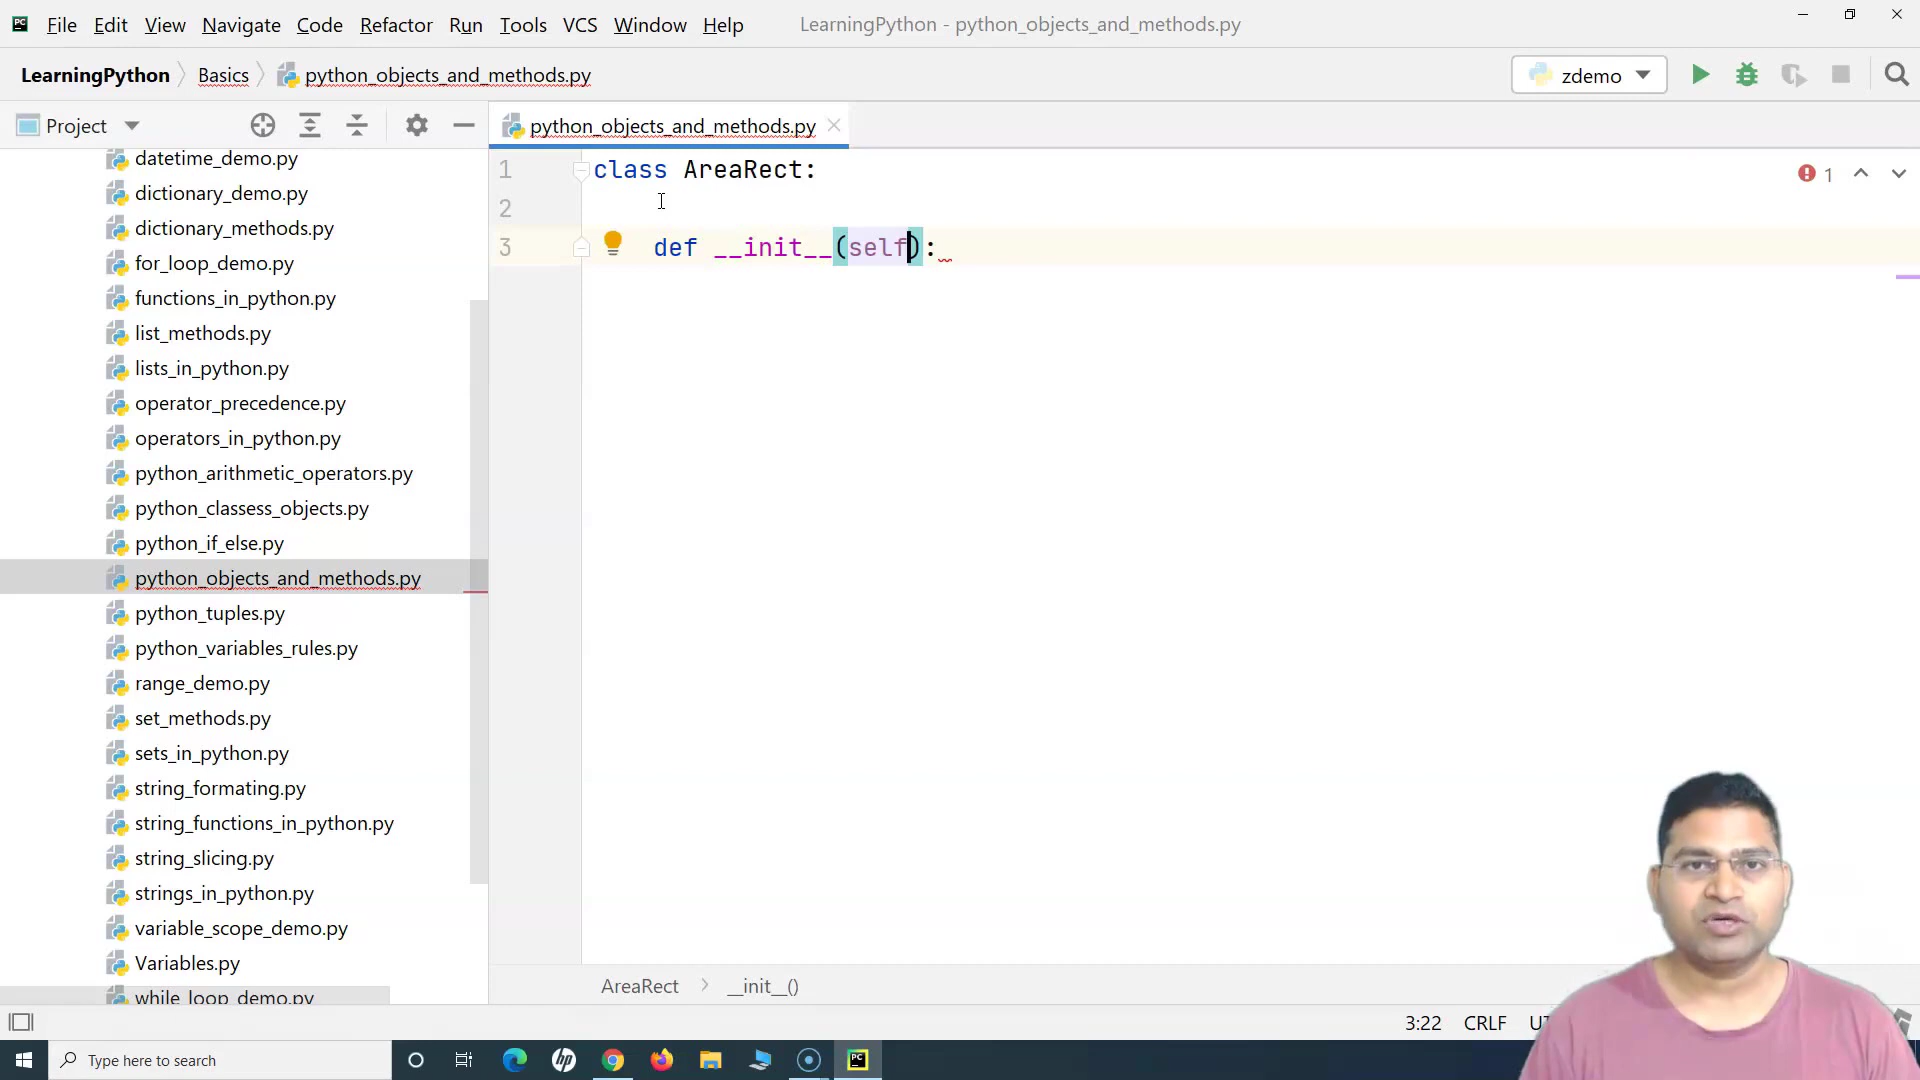 File Edit View Navigate Code Refactor Run Tools VCS Window Help LearningPython - python_objects_and_methods.py
LearningPython Basics python_objects_and_methods.py zdemo
Project python_objects_and_methods.py
datetime_demo.py
dictionary_demo.py
dictionary_methods.py
for_loop_demo.py
functions_in_python.py
list_methods.py
lists_in_python.py
operator_precedence.py
operators_in_python.py
python_arithmetic_operators.py
python_classess_objects.py
python_if_else.py
python_objects_and_methods.py
python_tuples.py
python_variables_rules.py
range_demo.py
set_methods.py
sets_in_python.py
string_formating.py
string_functions_in_python.py
string_slicing.py
strings_in_python.py
variable_scope_demo.py
Variables.py
while_loop_demo.py
1 class AreaRect:
2
3 def __init__(self):
1
AreaRect __init__()
3:22 CRLF
PC
Type here to search
hp
PC